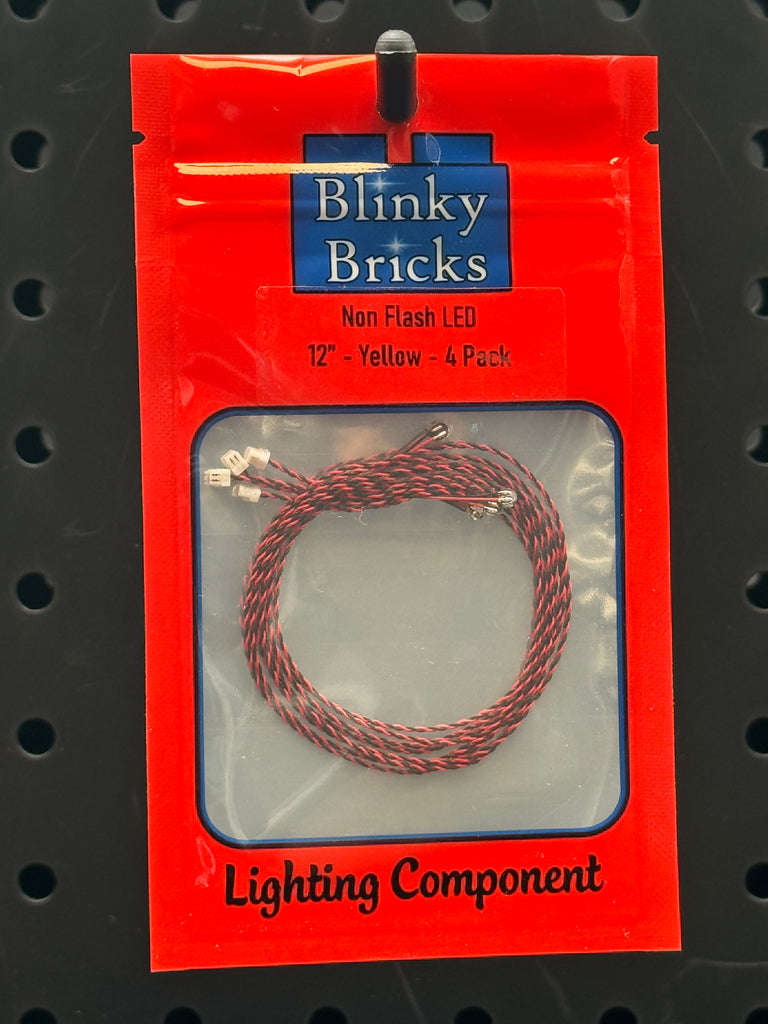 Blinky
Bricks
Non Flash LED
12" - Yellow - 4 Pack
Lighting Component